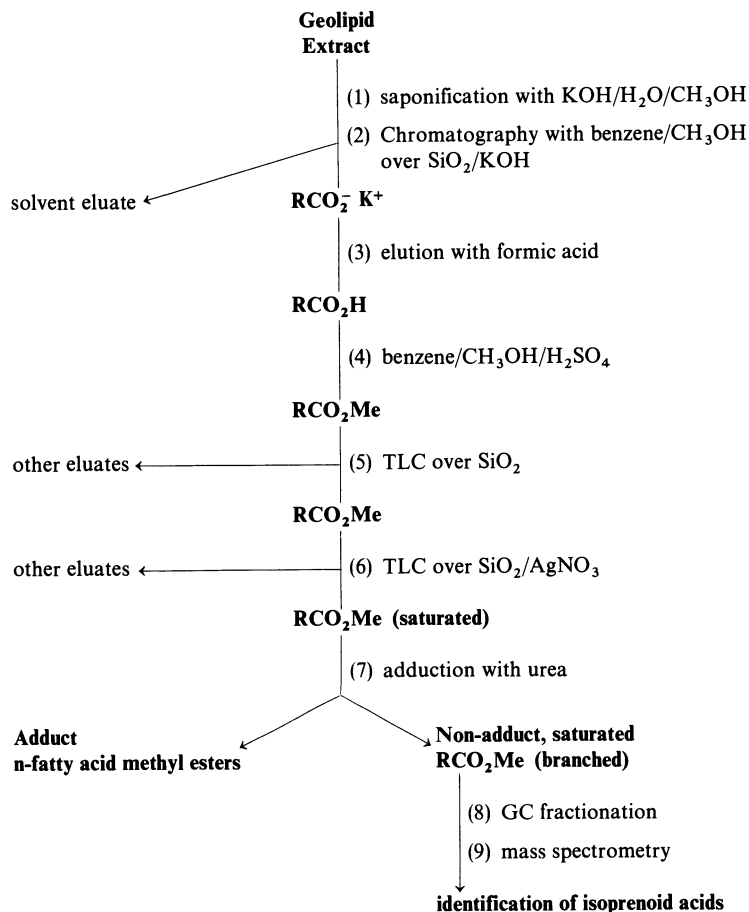 Geolipid
Extract
(1) saponification with KOH/H₂O/CH₃OH
(2) Chromatography with benzene/CH₃OH
over SiO₂/KOH
solvent eluate
RCO₂⁻ K⁺
(3) elution with formic acid
RCO₂H
(4) benzene/CH₃OH/H₂SO₄
RCO₂Me
other eluates
(5) TLC over SiO₂
RCO₂Me
other eluates
(6) TLC over SiO₂/AgNO₃
RCO₂Me (saturated)
(7) adduction with urea
Adduct
n-fatty acid methyl esters
Non-adduct, saturated
RCO₂Me (branched)
(8) GC fractionation
(9) mass spectrometry
identification of isoprenoid acids